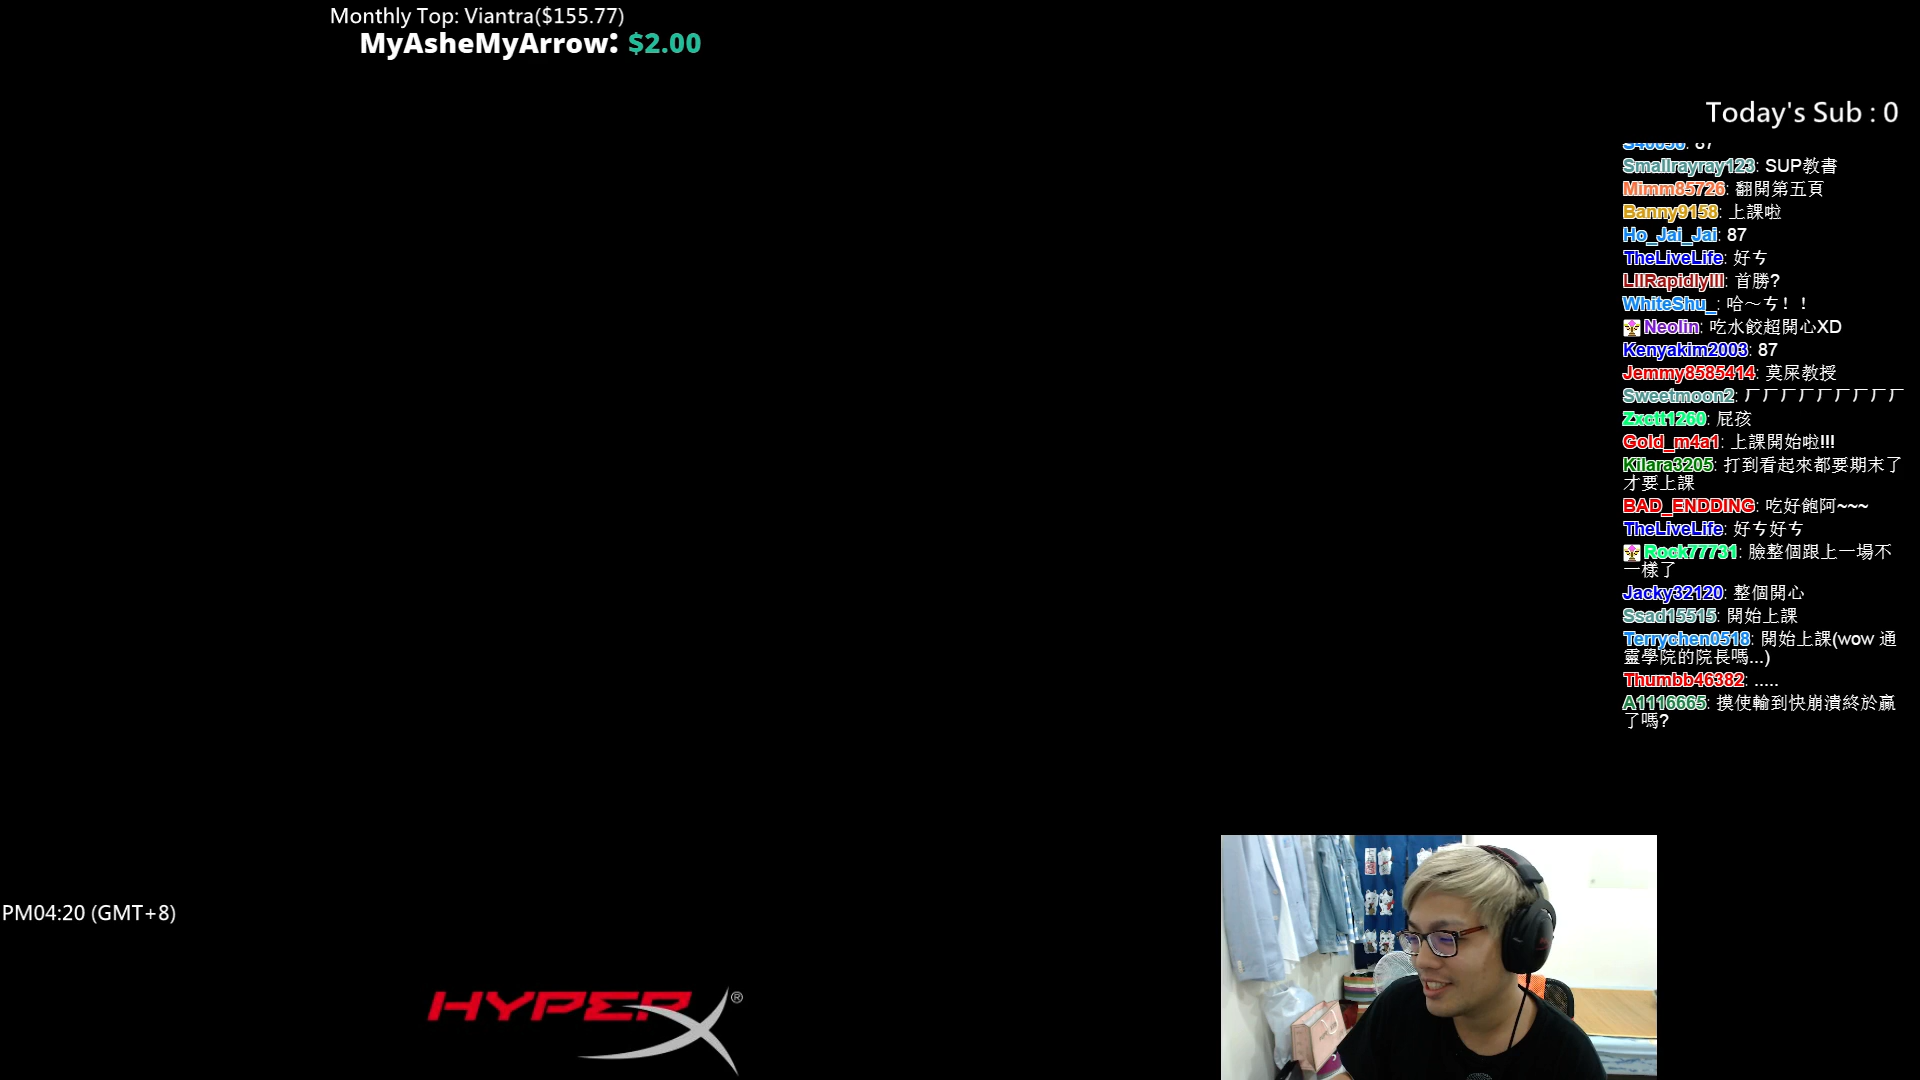 Monthly Top: Viantra($155.77)
MyAsheMyArrow: $2.00
Today's Sub : 0
Smallrayray123: SUP教書
Mimm85726: 翻開第五頁
Banny9158: 上課啦
Ho_Jai_Jai: 87
TheLiveLife: 好ㄘ
LIlRapidlyIII: 首勝?
WhiteShu_: 哈～ㄘ! !
Neolin: 吃水餃超開心XD
Kenyakim2003: 87
Jemmy8585414: 莫屎教授
Sweetmoon2: ㄏㄏㄏㄏㄏㄏㄏㄏㄏ
Zxctt1260: 屁孩
Gold_m4a1: 上課開始啦!!!
Kilara3205: 打到看起來都要期末了
才要上課
BAD_ENDDING: 吃好飽阿~~~
TheLiveLife: 好ㄘ好ㄘ
Rock77731: 臉整個跟上一場不
一樣了
Jacky32120: 整個開心
Ssad15515: 開始上課
Terrychen0518: 開始上課(wow 通
靈學院的院長嗎...)
Thumbb46382: .....
A1116665: 摸使輸到快崩潰終於贏
了嗎?
PM04:20 (GMT+8)
HYPERX®